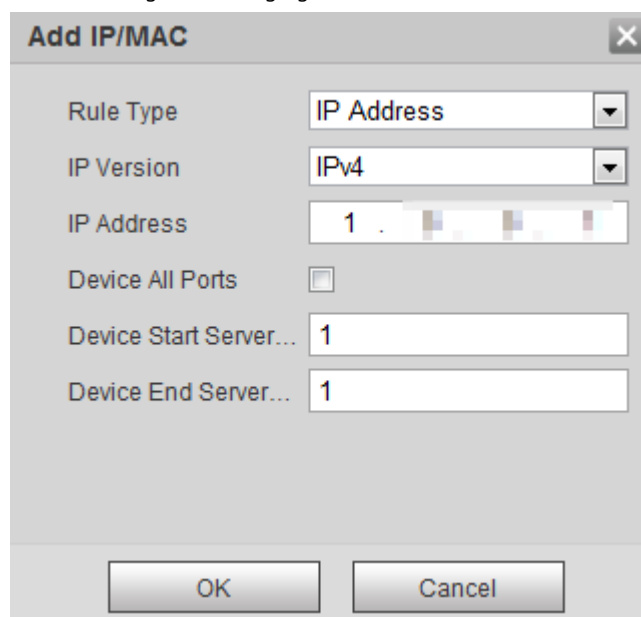 Add IP/MAC
Rule Type IP Address
IP Version IPv4
IP Address 1 .
Device All Ports
Device Start Server... 1
Device End Server... 1
OK Cancel